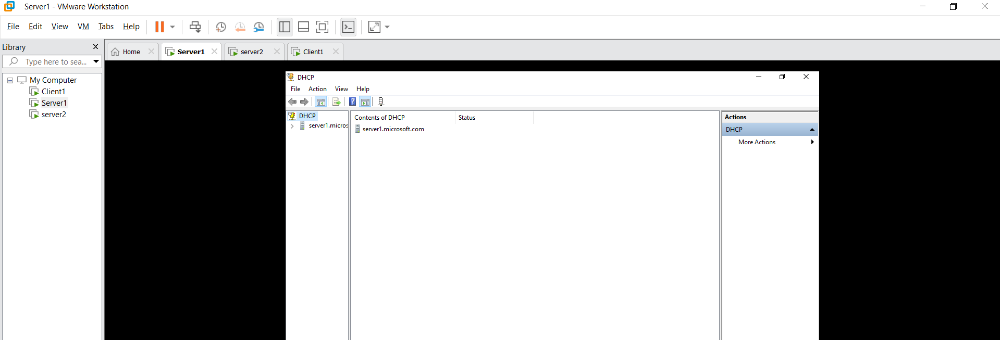 Server1 - VMware Workstation
File Edit View VM Tabs Help
Library
Home Server1 server2 Client1
Type here to sea...
My Computer
Client1
Server1
server2
DHCP
File Action View Help
DHCP
server1.micros
Contents of DHCP Status
server1.microsoft.com
Actions
DHCP
More Actions